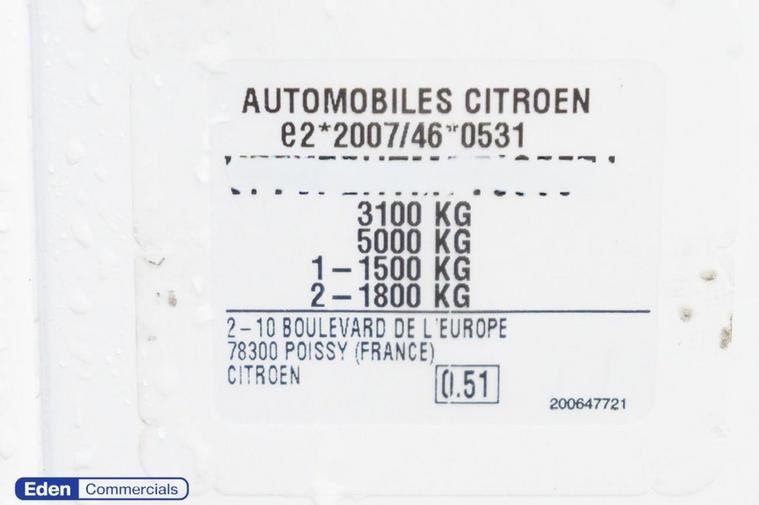 AUTOMOBILES CITROEN
e2*2007/46*0531
3100 KG
5000 KG
1-1500 KG
2-1800 KG
2-10 BOULEVARD DE L'EUROPE
78300 POISSY (FRANCE)
CITROEN
0.51
200647721
Eden Commercials